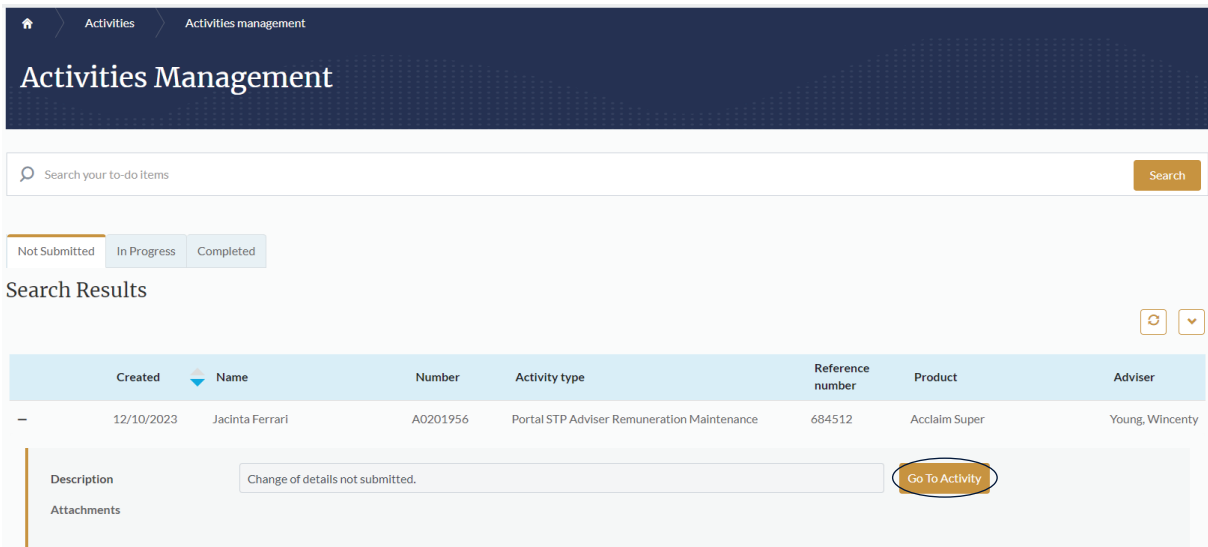 Activities Activities management
Activities Management
Search your to-do items Search
Not Submitted In Progress Completed
Search Results
Created Name Number Activity type Reference number Product Adviser
12/10/2023 Jacinta Ferrari A0201956 Portal STP Adviser Remuneration Maintenance 684512 Acclaim Super Young, Wincenty
Description Change of details not submitted. Go To Activity
Attachments